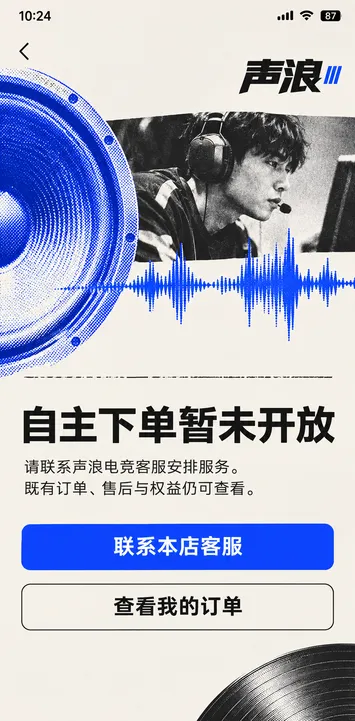 10:24
87
声浪
自主下单暂未开放
请联系声浪电竞客服安排服务。
既有订单、售后与权益仍可查看。
联系本店客服
查看我的订单